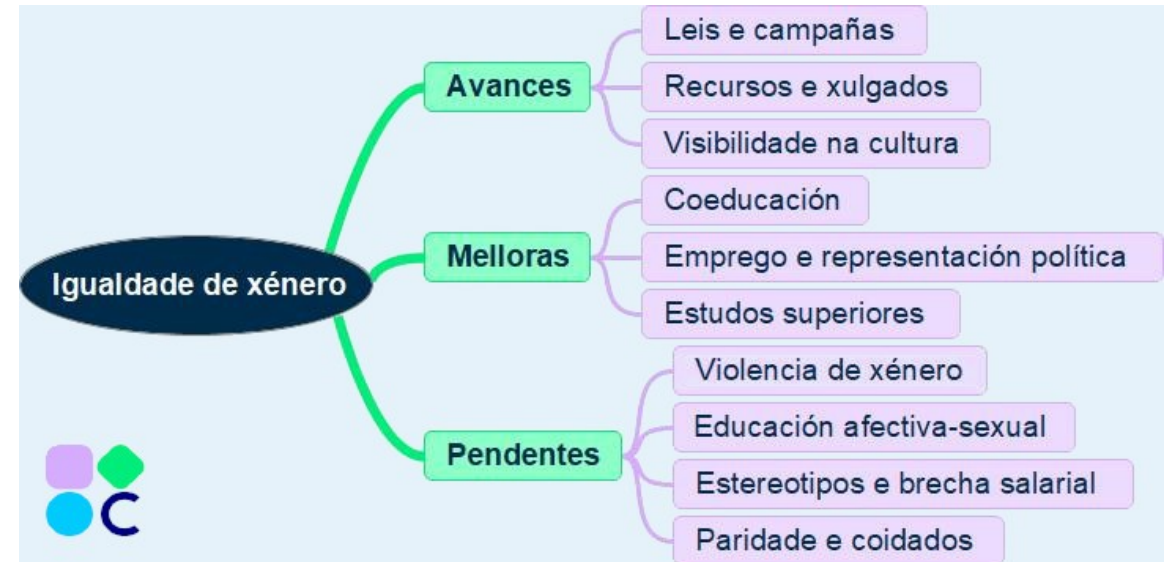 Igualdade de xénero
Avances
Leis e campañas
Recursos e xulgados
Visibilidade na cultura
Melloras
Coeducación
Emprego e representación política
Estudos superiores
Pendentes
Violencia de xénero
Educación afectiva-sexual
Estereotipos e brecha salarial
Paridade e coidados